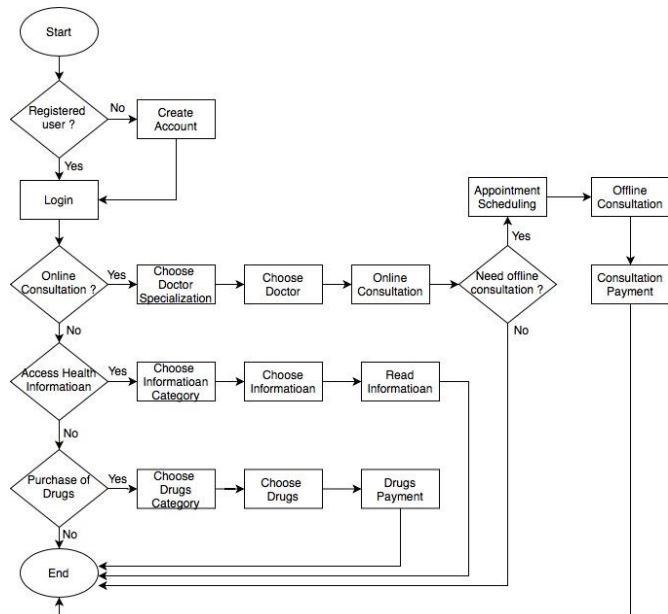 Start
Registered
user ?
No
Create
Account
Yes
Login
Appointment
Scheduling
Offline
Consultation
Yes
Online
Consultation ?
Yes
Choose
Doctor
Specialization
Choose
Doctor
Online
Consultation
Need offline
consultation ?
Consultation
Payment
No
No
Access Health
Informatioan
Yes
Choose
Informatioan
Category
Choose
Informatioan
Read
Informatioan
No
Purchase of
Drugs
Yes
Choose
Drugs
Category
Choose
Drugs
Drugs
Payment
No
End